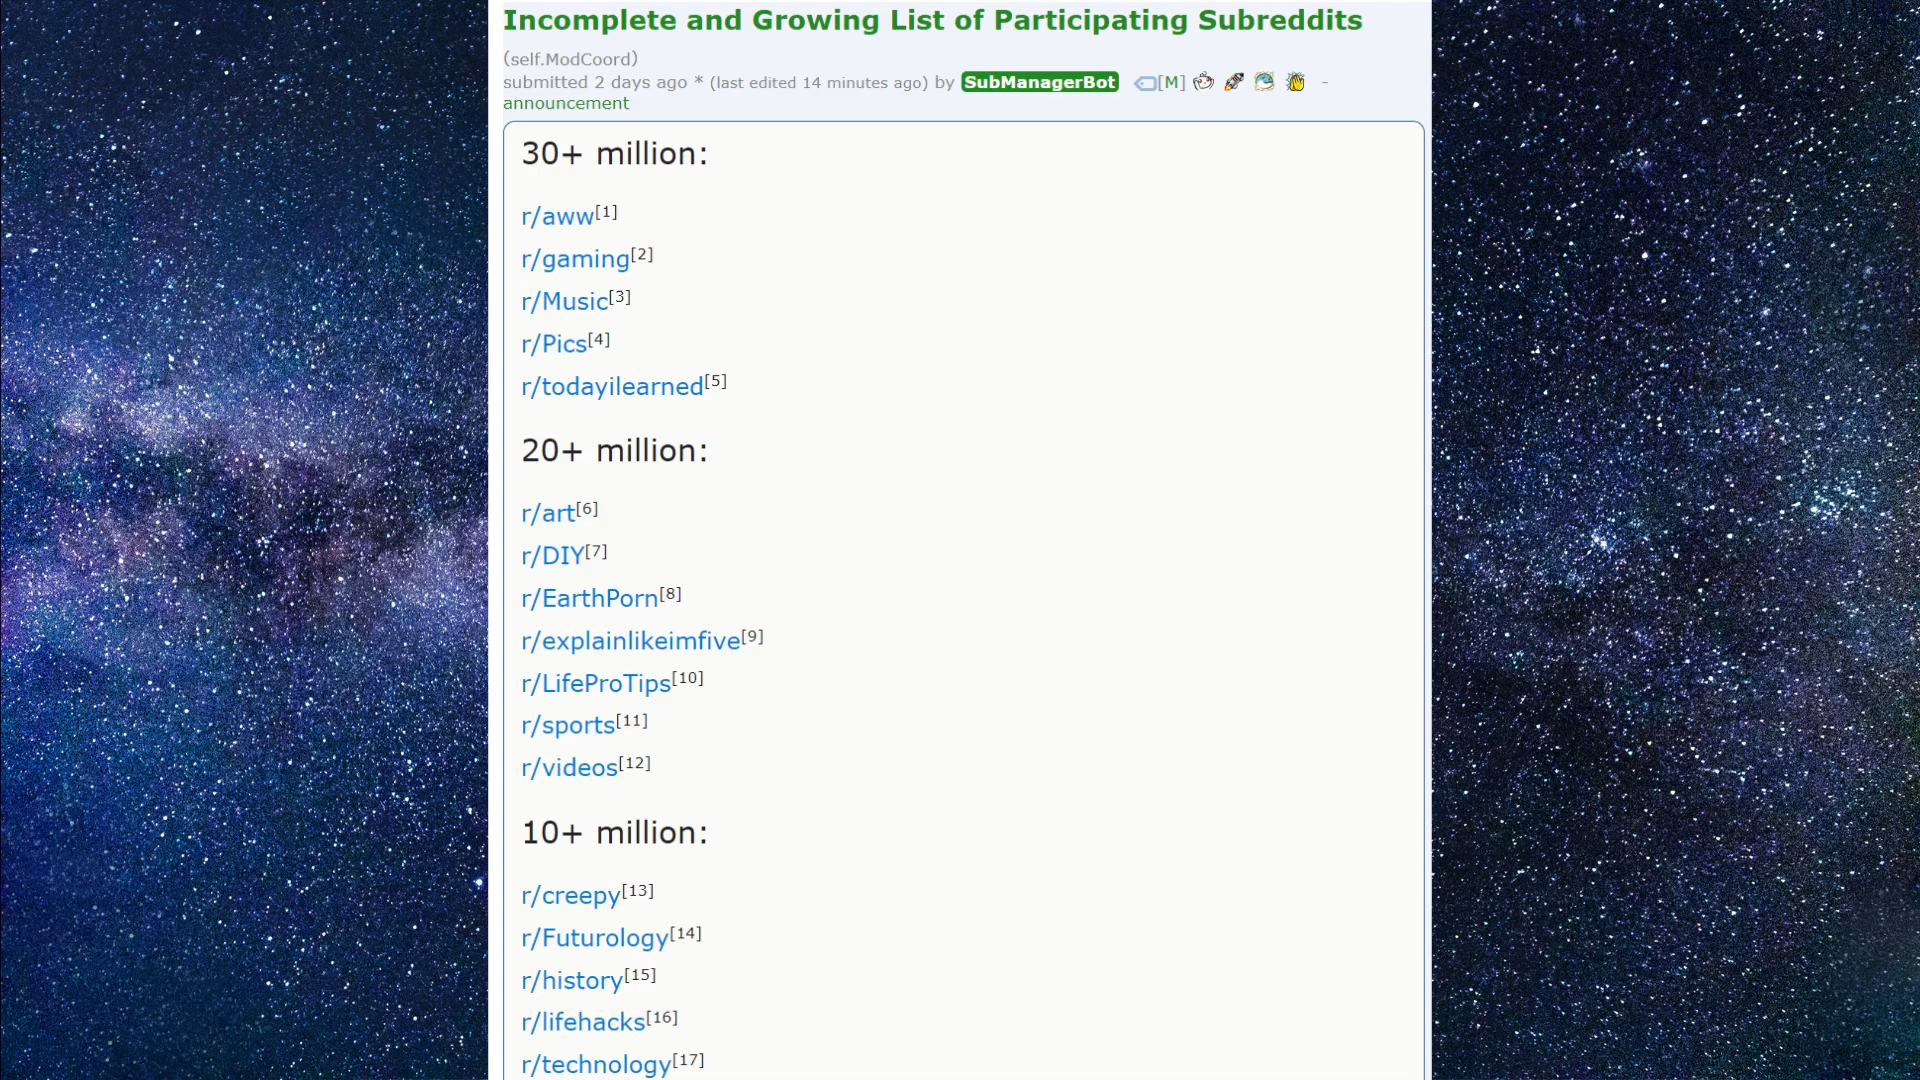 Incomplete and Growing List of Participating Subreddits
(self.ModCoord)
submitted 2 days ago * (last edited 14 minutes ago) by SubManagerBot [M] -
announcement
30+ million:
r/aww[1]
r/gaming[2]
r/Music[3]
r/Pics[4]
r/todayilearned[5]
20+ million:
r/art[6]
r/DIY[7]
r/EarthPorn[8]
r/explainlikeimfive[9]
r/LifeProTips[10]
r/sports[11]
r/videos[12]
10+ million:
r/creepy[13]
r/Futurology[14]
r/history[15]
r/lifehacks[16]
r/technology[17]